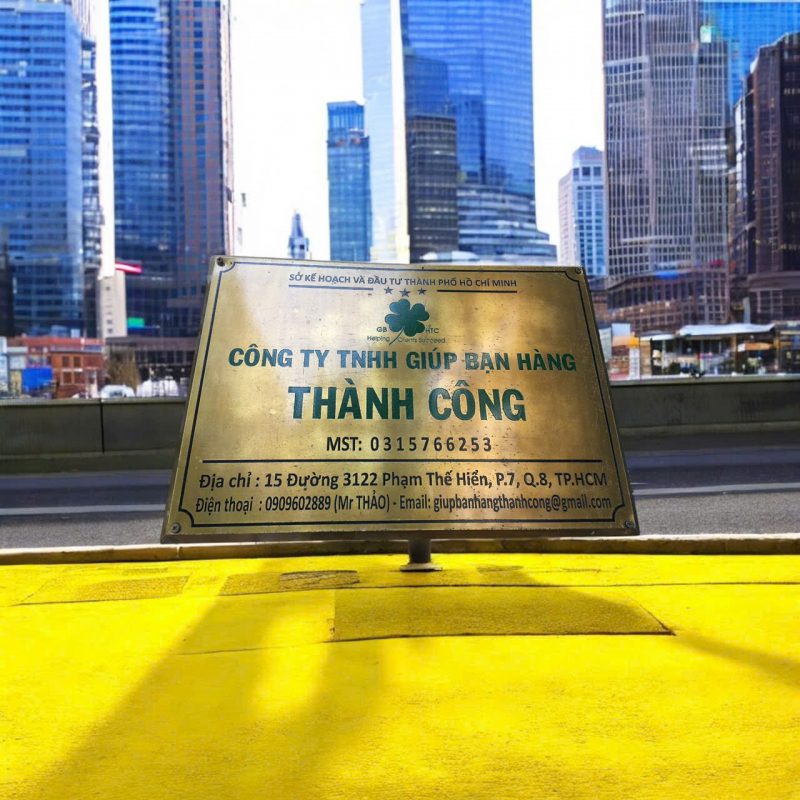 SỞ KẾ HOẠCH VÀ ĐẦU TƯ THÀNH PHỐ HỒ CHÍ MINH
GB HTC
Helping Clients Succeed
CÔNG TY TNHH GIÚP BẠN HÀNG
THÀNH CÔNG
MST: 0315766253
Địa chỉ : 15 Đường 3122 Phạm Thế Hiển, P.7, Q.8, TP.HCM
Điện thoại : 0909602889 (Mr THẢO) - Email: giupbanhangthanhcong@gmail.com